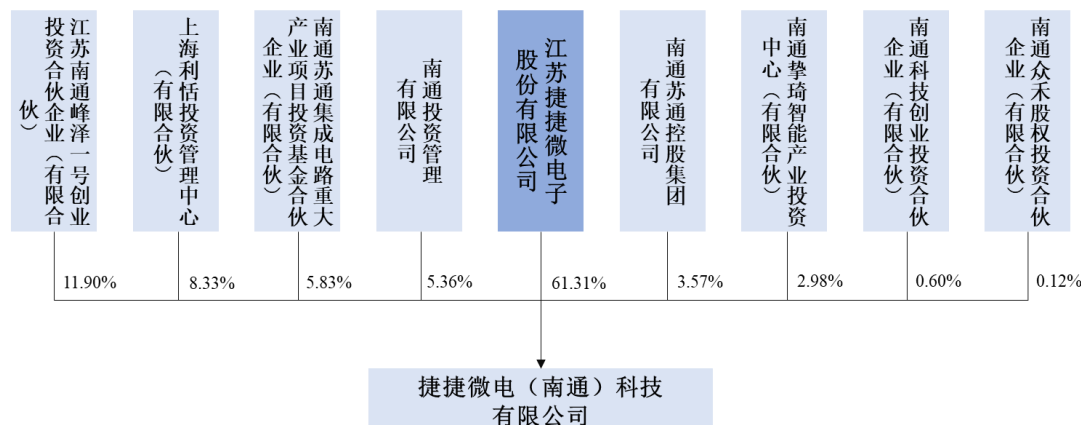 江苏南通峰泽一号创业
投资合伙企业（有限合
伙）
上海利恬投资管理中心
（有限合伙）
南通苏通集成电路重大
产业项目投资基金合伙
企业（有限合伙）
南通投资管理
有限公司
江苏捷捷微电子
股份有限公司
南通苏通控股集团
有限公司
南通挚琦智能产业投资
中心（有限合伙）
南通科技创业投资合伙
企业（有限合伙）
南通众禾股权投资合伙
企业（有限合伙）
11.90%
8.33%
5.83%
5.36%
61.31%
3.57%
2.98%
0.60%
0.12%
捷捷微电（南通）科技
有限公司